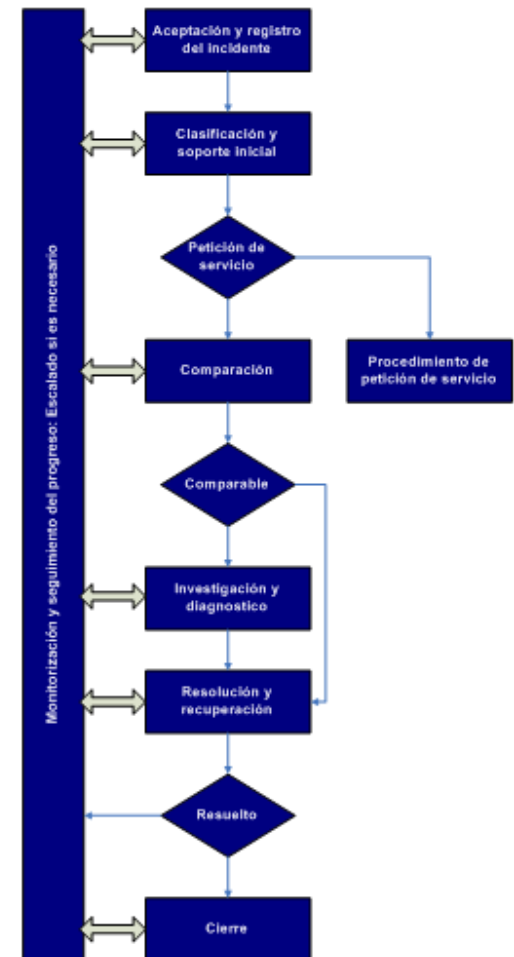 Aceptación y registro
del incidente
Clasificación y
soporte inicial
Petición de
servicio
Comparación
Procedimiento de
petición de servicio
Comparable
Investigación y
diagnostico
Resolución y
recuperación
Resuelto
Cierre
Monitorización y seguimiento del progreso: Escalado si es necesario